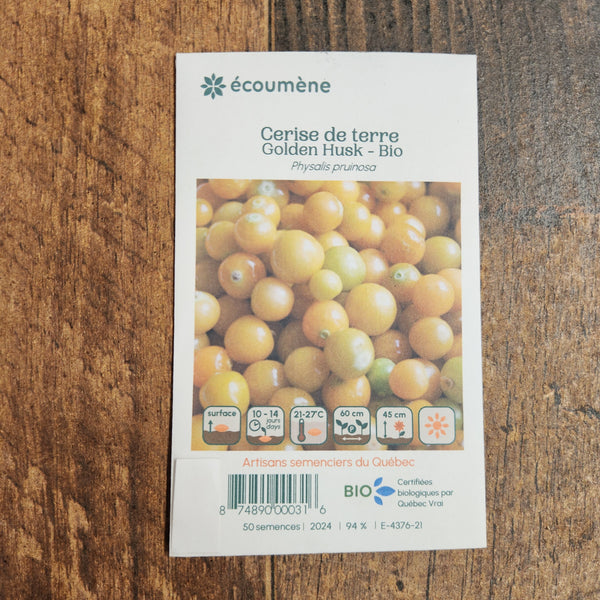 écoumène
Cerise de terre
Golden Husk - Bio
Physalis pruinosa
surface
10 - 14 jours days
21-27°C
60 cm
45 cm
Artisans semenciers du Québec
8 74890 00031 6
BIO
Certifiées
biologiques par
Québec Vrai
50 semences | 2024 | 94 % | E-4376-21